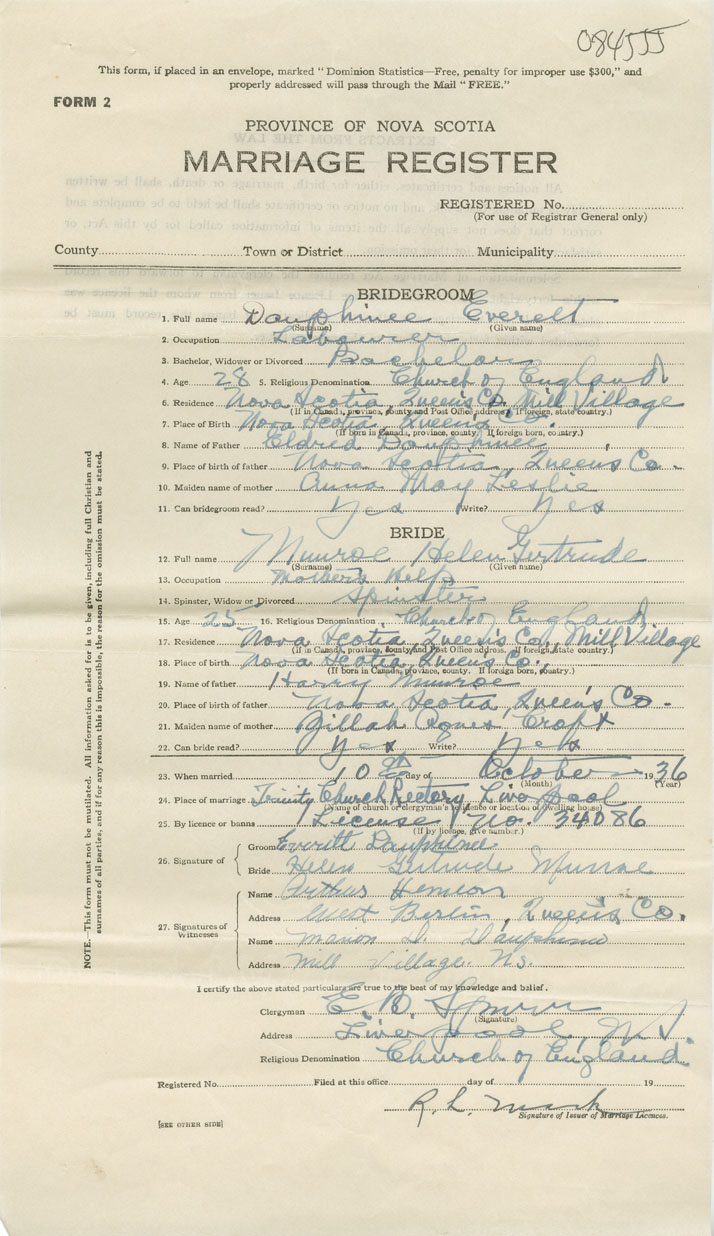 084555
This form, if placed in an envelope, marked "Dominion Statistics—Free, penalty for improper use $300," and
properly addressed will pass through the Mail "FREE."
FORM 2
PROVINCE OF NOVA SCOTIA
MARRIAGE REGISTER
REGISTERED No.
(For use of Registrar General only)
County Town or District Municipality
BRIDEGROOM
1. Full name Dauphinee Everett
(Surname) (Given name)
2. Occupation Labourer
3. Bachelor, Widower or Divorced Bachelor
4. Age 28 5. Religious Denomination Church of England
6. Residence Nova Scotia, Queen's Co, Mill Village
(If in Canada, province, county and Post Office address, If foreign, state country.)
7. Place of Birth Nova Scotia, Queens Co.
(If born in Canada, province, county. If foreign born, country.)
8. Name of Father Eldred Dauphinee
9. Place of birth of father Nova Scotia, Queen's Co.
10. Maiden name of mother Anna May Leslie
11. Can bridegroom read? Yes Write? Yes
BRIDE
12. Full name Munroe Helen Gertrude
(Surname) (Given name)
13. Occupation Mother's Help
14. Spinster, Widow or Divorced Spinster
15. Age 25 16. Religious Denomination Church of England
17. Residence Nova Scotia, Queen's Co, Mill Village
(If in Canada, province, county and Post Office address. If foreign, state country.)
18. Place of birth Nova Scotia, Queens Co.,
(If born in Canada, province, county. If foreign born, country.)
19. Name of father Harry Munroe
20. Place of birth of father Nova Scotia, Queen's Co.
21. Maiden name of mother Zillah Agnes Croft
22. Can bride read? Yes Write? Yes
23. When married 10th day of October 1936
(Month) (Year)
24. Place of marriage Trinity Church Rectory Liverpool
(Name of church or clergyman's residence or location of dwelling house)
25. By licence or banns License No. 34086
(If by licence, give number.)
26. Signature of Groom Everett Dauphinee
Bride Helen Gertrude Munroe
27. Signatures of Witnesses
Name Arthur
Address West Berlin, Queen's Co.
Name Marion D. Dauphinee
Address Mill Village. N.S.
I certify the above stated particulars are true to the best of my knowledge and belief.
Clergyman E. B.
(Signature)
Address Liverpool, N.S.
Religious Denomination Church of England.
Registered No. Filed at this office day of 19
R. L.
Signature of Issuer of Marriage Licences.
[SEE OTHER SIDE]
NOTE.—This form must not be mutilated. All information asked for is to be given, including full Christian and
surnames of all parties, and if for any reason this is impossible, the reason for the omission must be stated.